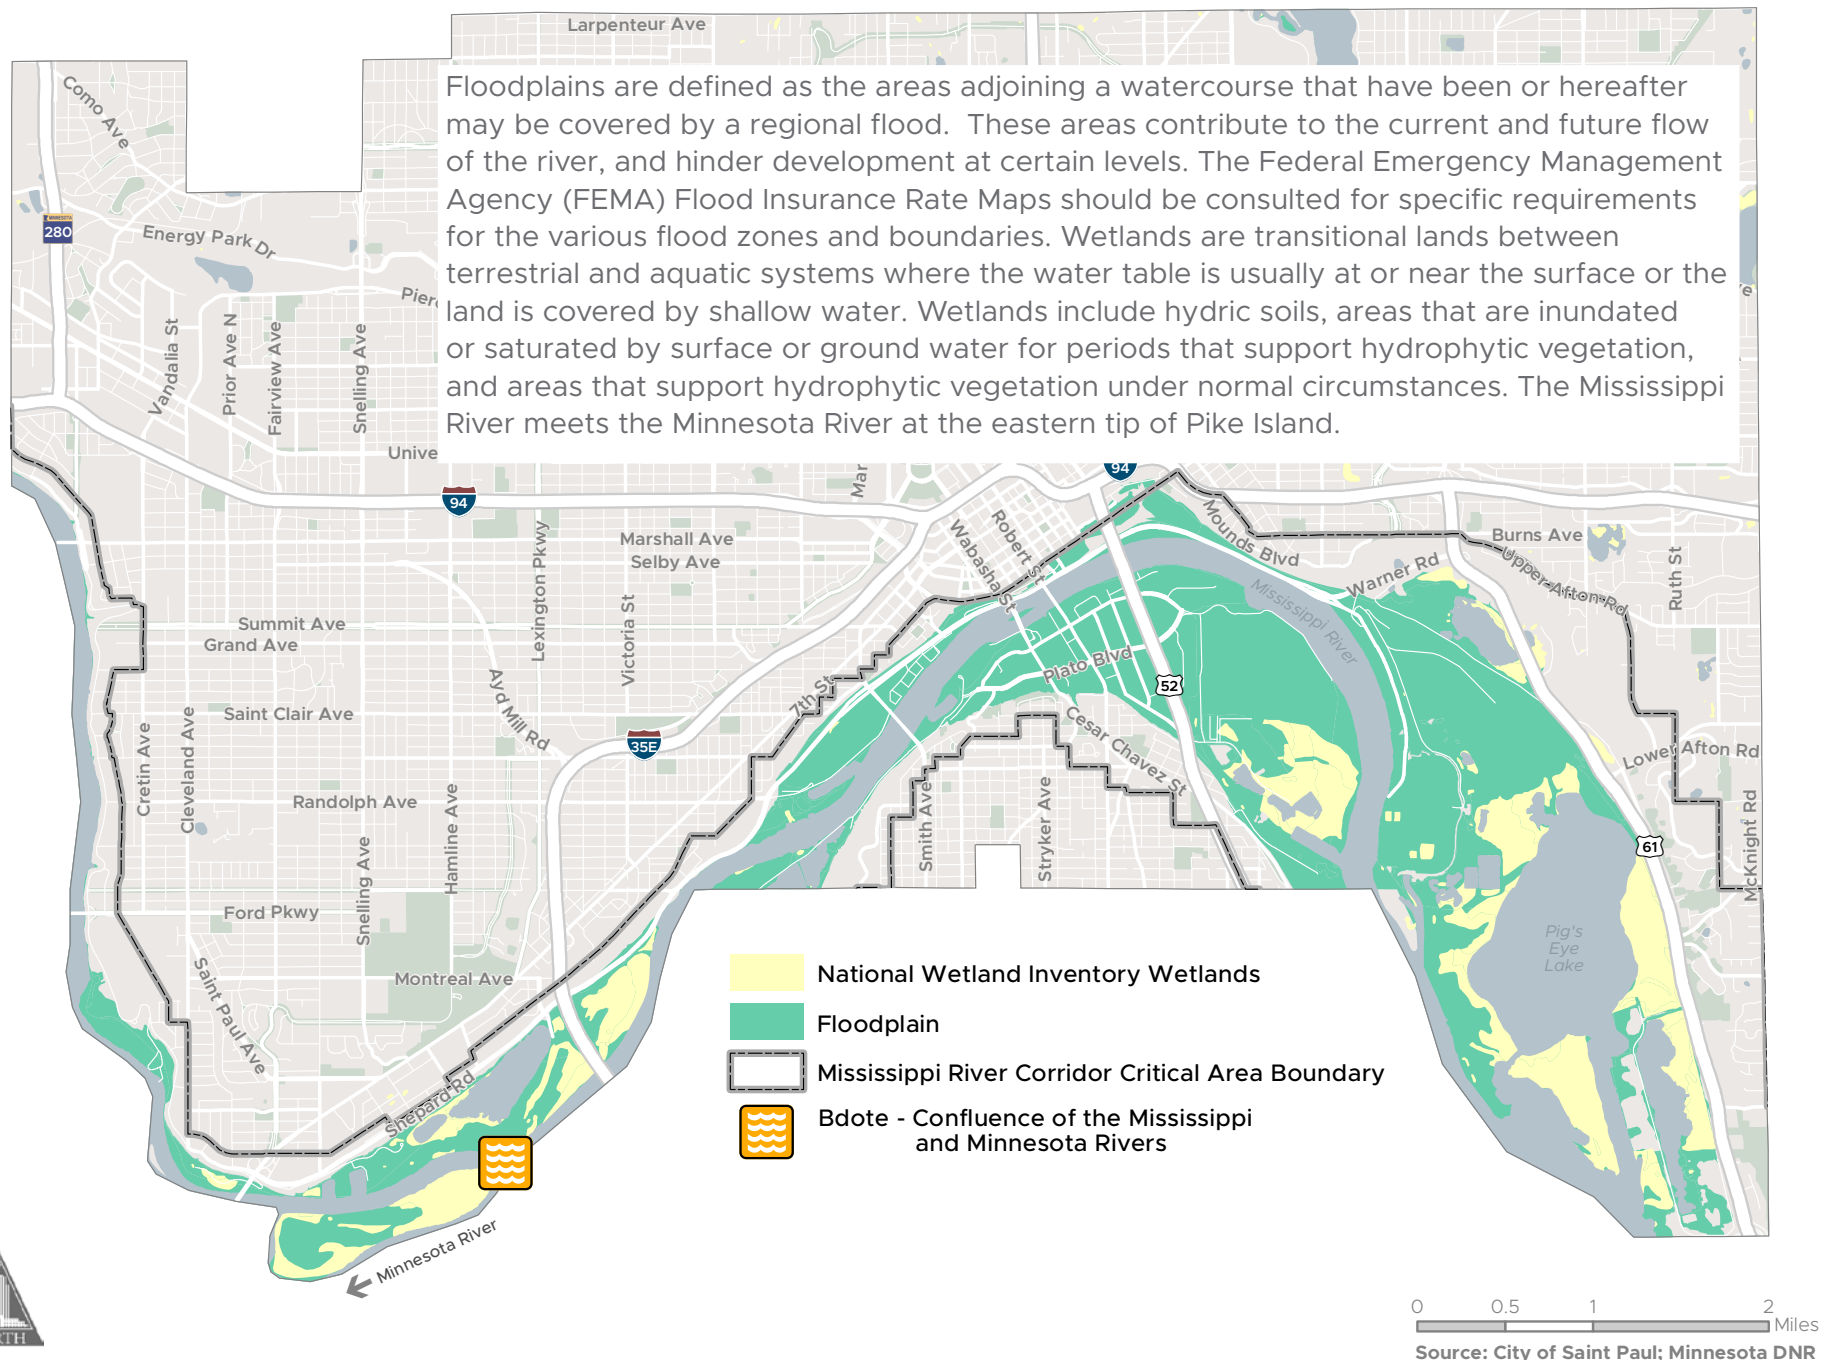 Larpenteur Ave
Floodplains are defined as the areas adjoining a watercourse that have been or hereafter
may be covered by a regional flood.  These areas contribute to the current and future flow
of the river, and hinder development at certain levels. The Federal Emergency Management
Agency (FEMA) Flood Insurance Rate Maps should be consulted for specific requirements
for the various flood zones and boundaries. Wetlands are transitional lands between
terrestrial and aquatic systems where the water table is usually at or near the surface or the
land is covered by shallow water. Wetlands include hydric soils, areas that are inundated
or saturated by surface or ground water for periods that support hydrophytic vegetation,
and areas that support hydrophytic vegetation under normal circumstances. The Mississippi
River meets the Minnesota River at the eastern tip of Pike Island.
Como Ave
MINNESOTA
280
Energy Park Dr
Pier
e
Vandalia St
Prior Ave N
Fairview Ave
Snelling Ave
Unive
Mar
94
94
Lexington Pkwy
Marshall Ave
Selby Ave
Victoria St
Wabasha St
Robert St
Mounds Blvd
Burns Ave
Upper Afton Rd
Ruth St
Warner Rd
Mississippi River
Summit Ave
Grand Ave
Ayd Mill Rd
Plato Blvd
52
7th St
Saint Clair Ave
35E
Cesar Chavez St
Lower Afton Rd
Cretin Ave
Cleveland Ave
Randolph Ave
Hamline Ave
Snelling Ave
Smith Ave
Stryker Ave
61
McKnight Rd
Ford Pkwy
Pig's
Eye
Lake
Saint Paul Ave
Montreal Ave
Shepard Rd
Minnesota River
National Wetland Inventory Wetlands
Floodplain
Mississippi River Corridor Critical Area Boundary
Bdote - Confluence of the Mississippi
and Minnesota Rivers
RTH
0 0.5 1 2
Miles
Source: City of Saint Paul; Minnesota DNR